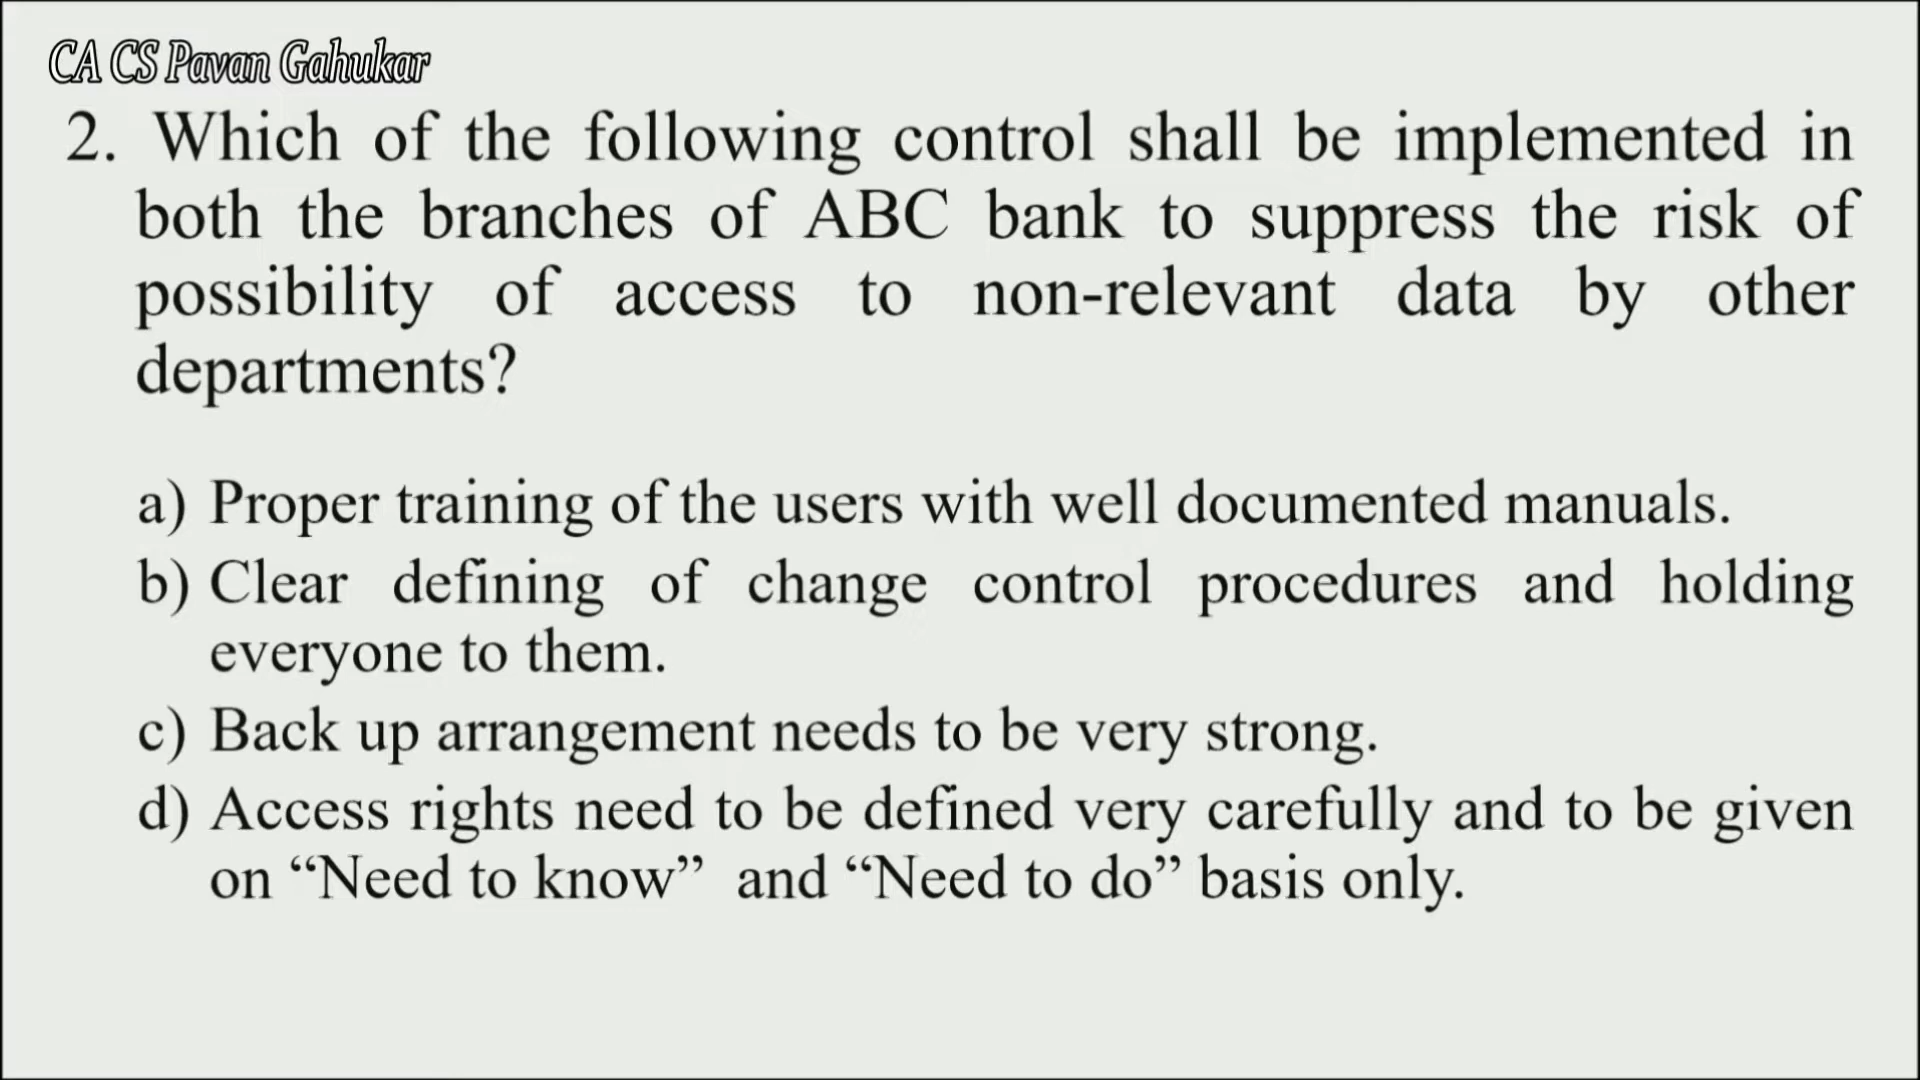 CA CS Pavan Gahukar
2. Which of the following control shall be implemented in
both the branches of ABC bank to suppress the risk of
possibility of access to non-relevant data by other
departments?
a) Proper training of the users with well documented manuals.
b) Clear defining of change control procedures and holding
everyone to them.
c) Back up arrangement needs to be very strong.
d) Access rights need to be defined very carefully and to be given
on “Need to know” and “Need to do” basis only.